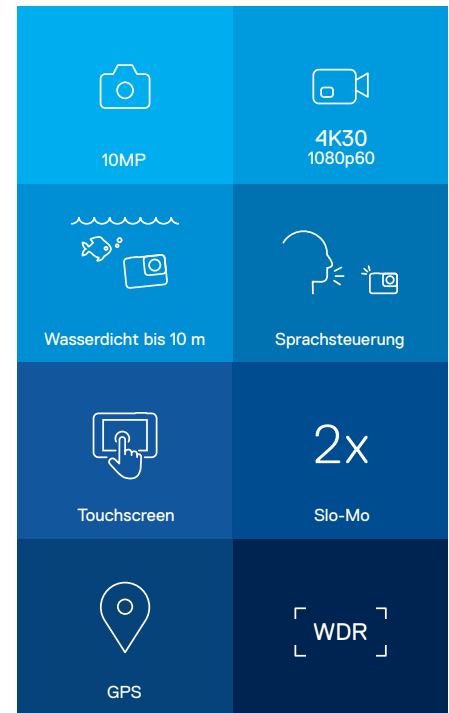 10MP
4K30
1080p60
Wasserdicht bis 10 m
Sprachsteuerung
Touchscreen
2x
Slo-Mo
GPS
WDR